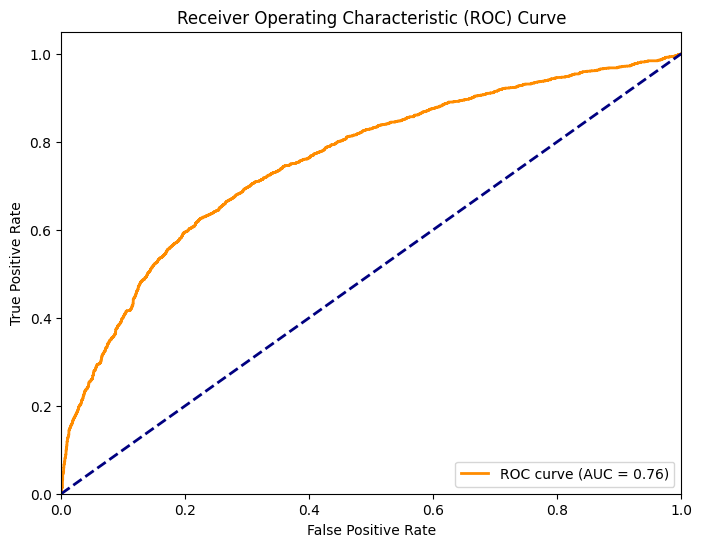 Receiver Operating Characteristic (ROC) Curve
1.0
0.8
0.6
0.4
0.2
0.0
True Positive Rate
ROC curve (AUC = 0.76)
0.0 0.2 0.4 0.6 0.8 1.0
False Positive Rate